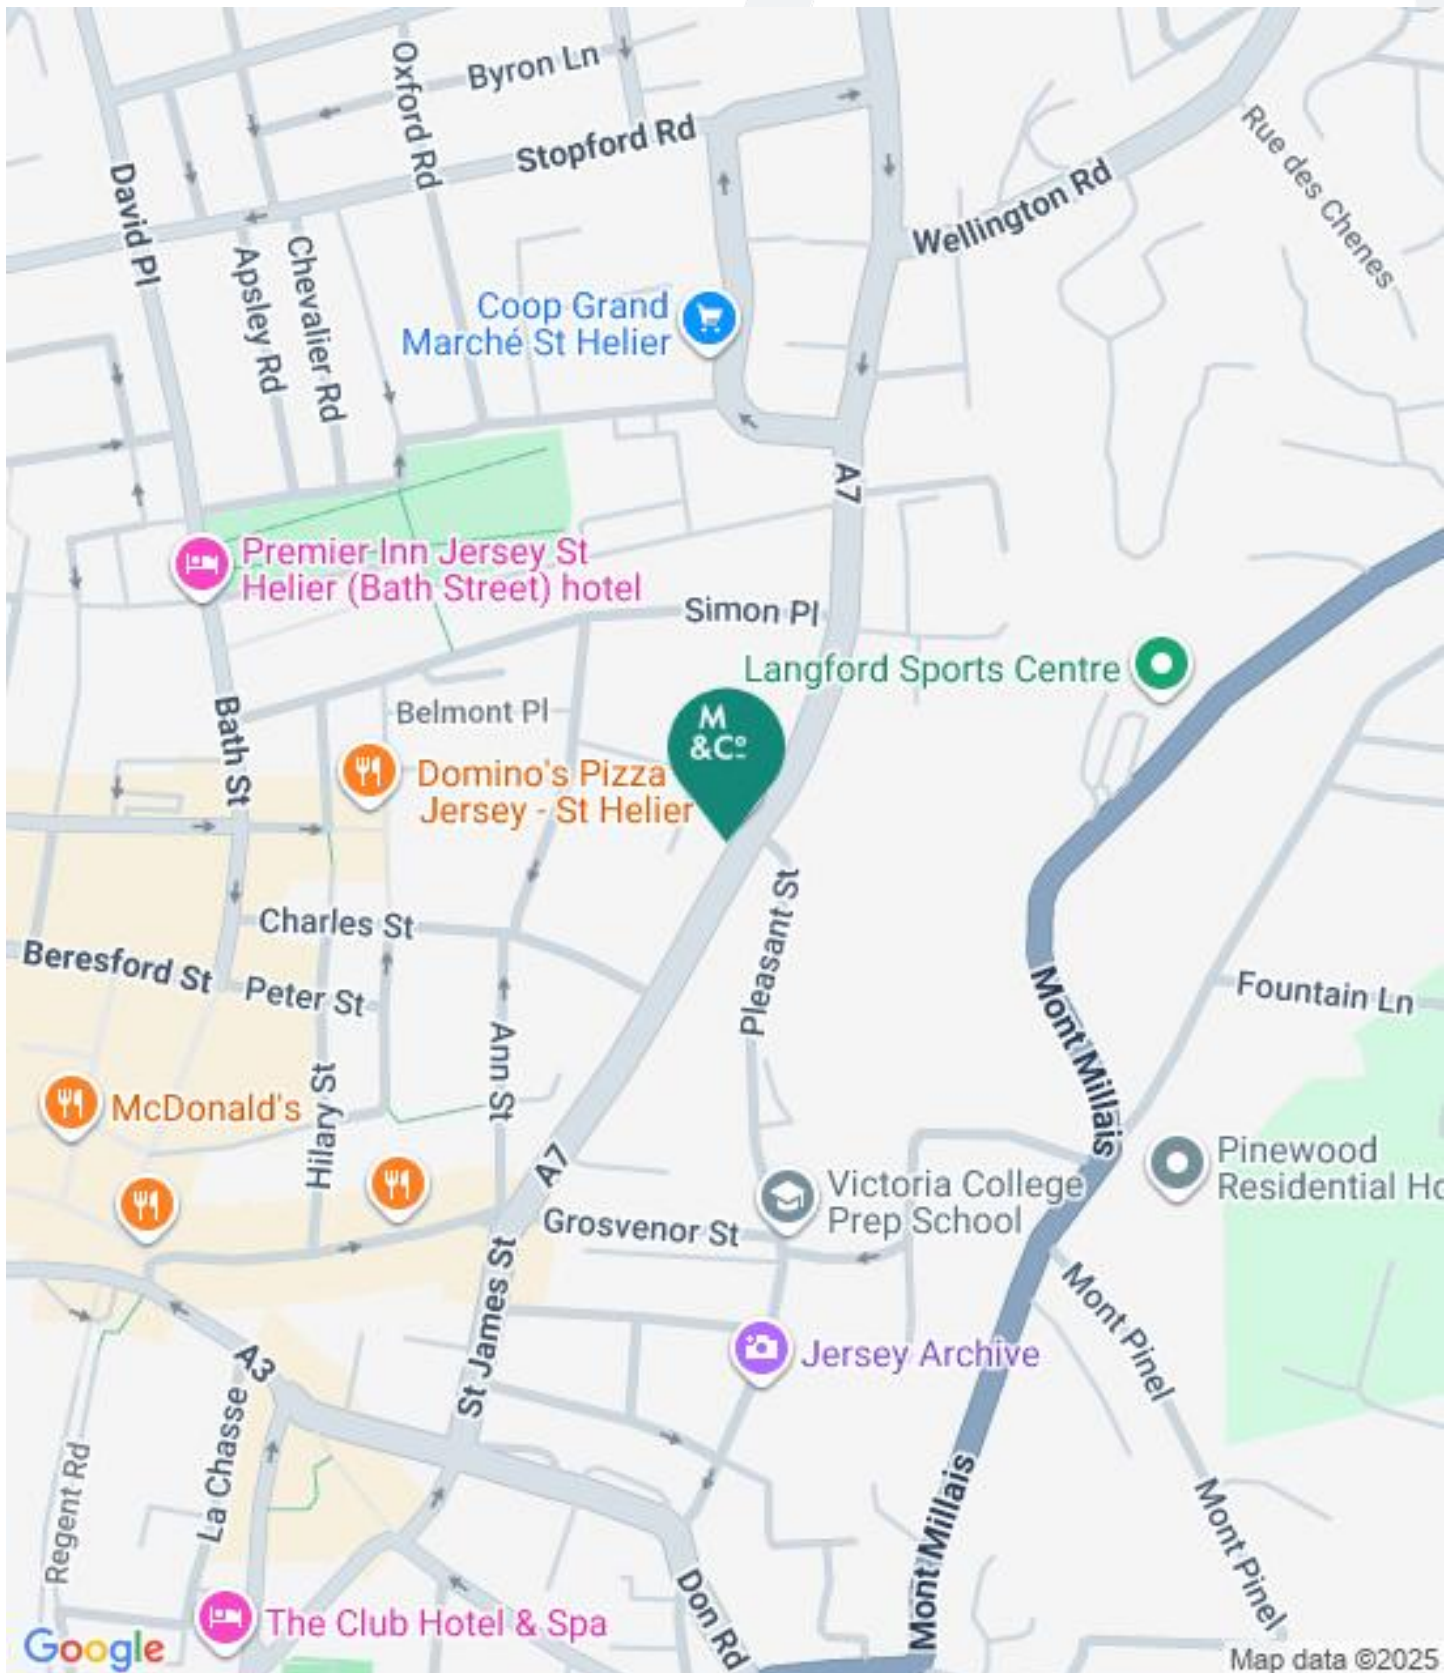 Byron Ln
Oxford Rd
Stopford Rd
Rue des Chenes
David Pl
Wellington Rd
Apsley Rd
Chevalier Rd
Coop Grand
Marché St Helier
A7
Premier Inn Jersey St
Helier (Bath Street) hotel
Simon Pl
Langford Sports Centre
Bath St
Belmont Pl
M
&Cº
Domino's Pizza
Jersey - St Helier
Pleasant St
Charles St
Beresford St
Peter St
Fountain Ln
Mont Millais
Ann St
Hilary St
McDonald's
A7
Pinewood
Residential Ho
Victoria College
Prep School
Grosvenor St
St James St
Mont Pinel
Jersey Archive
A3
La Chasse
Regent Rd
Mont Millais
Mont Pinel
Don Rd
The Club Hotel & Spa
Google
Map data ©2025